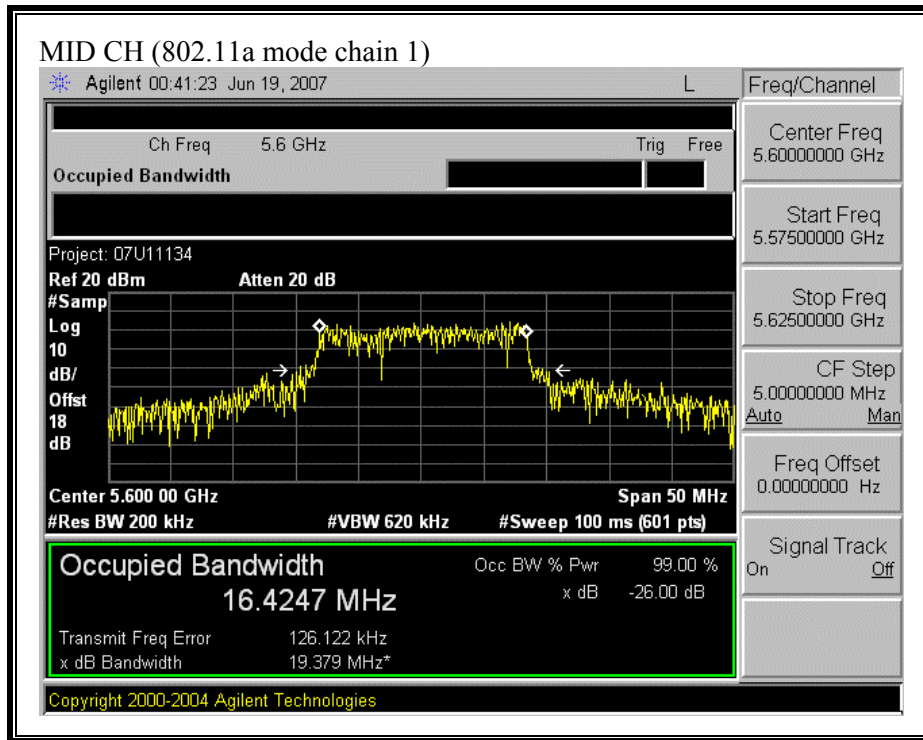 MID CH (802.11a mode chain 1)
Agilent 00:41:23 Jun 19, 2007 L
Freq/Channel
Ch Freq 5.6 GHz Trig Free
Occupied Bandwidth
Center Freq
5.60000000 GHz
Start Freq
5.57500000 GHz
Stop Freq
5.62500000 GHz
CF Step
5.00000000 MHz
Auto Man
Freq Offset
0.00000000 Hz
Signal Track
On Off
Project: 07U11134
Ref 20 dBm Atten 20 dB
#Samp
Log
10
dB/
Offst
18
dB
Center 5.600 00 GHz Span 50 MHz
#Res BW 200 kHz #VBW 620 kHz #Sweep 100 ms (601 pts)
Occupied Bandwidth
16.4247 MHz
Occ BW % Pwr 99.00 %
x dB -26.00 dB
Transmit Freq Error 126.122 kHz
x dB Bandwidth 19.379 MHz*
Copyright 2000-2004 Agilent Technologies